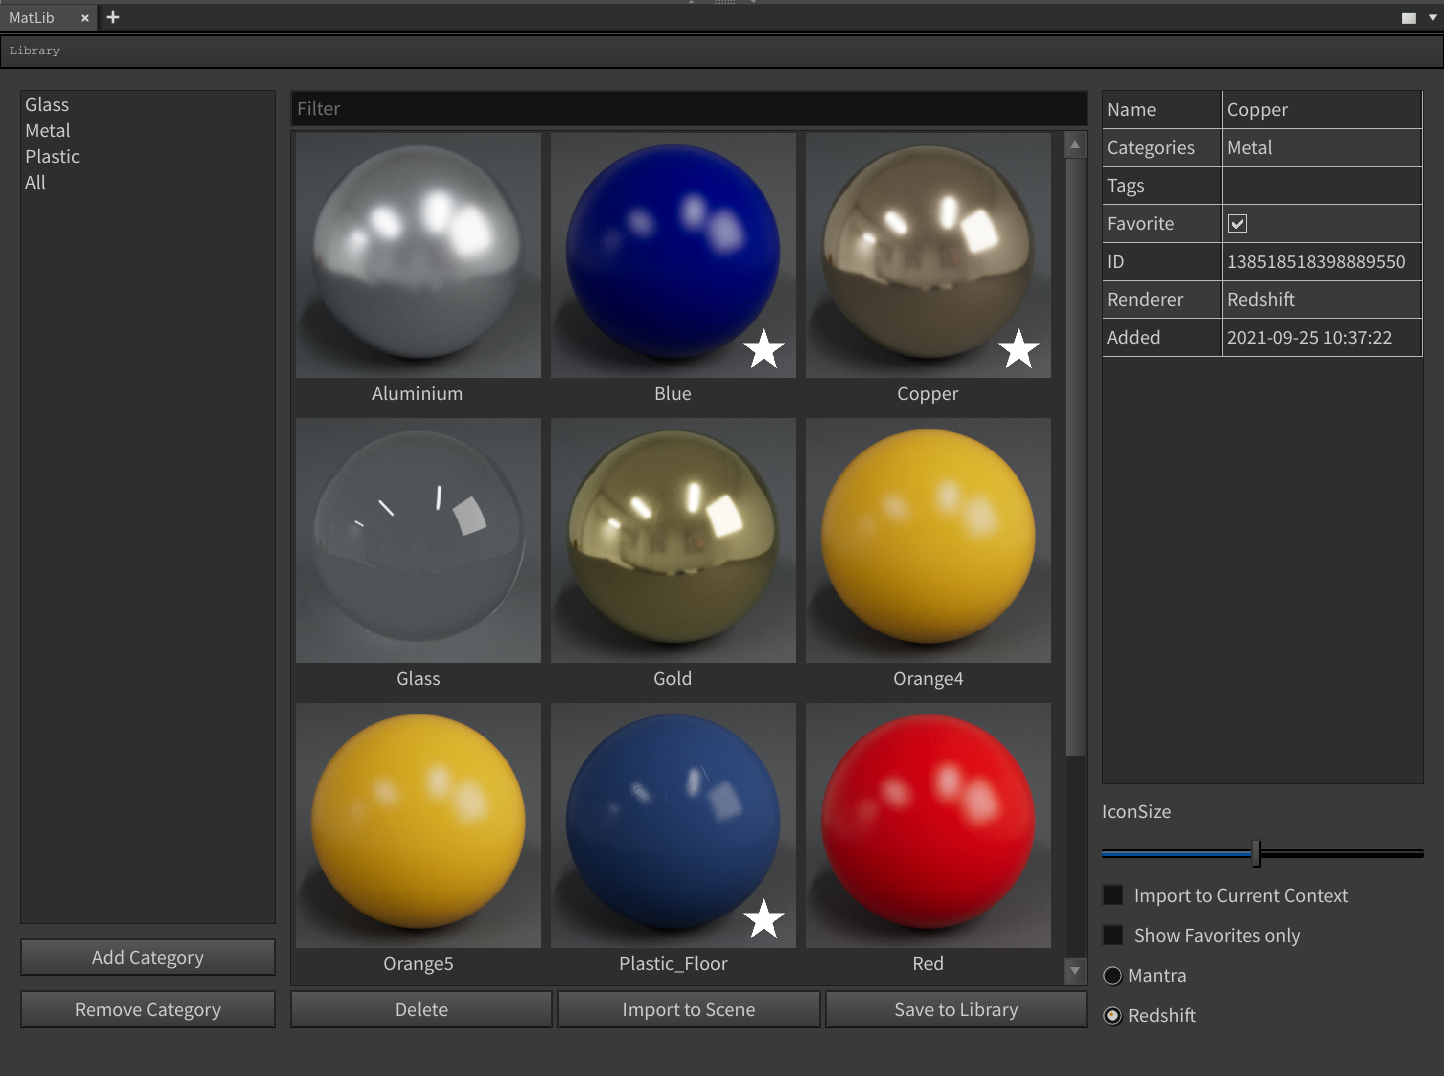 MatLib
Library
Glass
Metal
Plastic
All
Add Category
Remove Category
Filter
Aluminium
Blue
Copper
Glass
Gold
Orange4
Orange5
Plastic_Floor
Red
Delete
Import to Scene
Save to Library
Name Copper
Categories Metal
Tags
Favorite
ID 138518518398889550
Renderer Redshift
Added 2021-09-25 10:37:22
IconSize
Import to Current Context
Show Favorites only
Mantra
Redshift